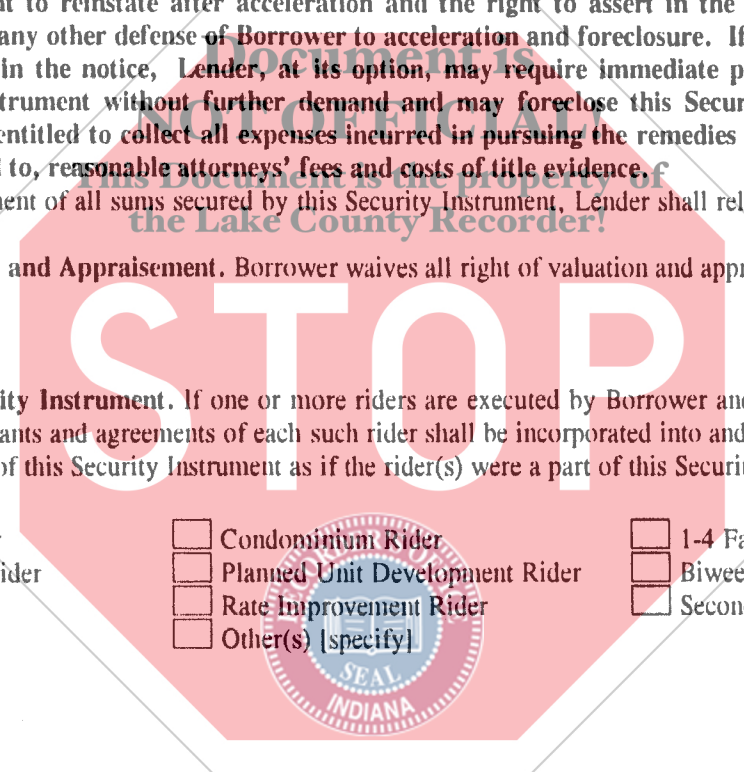 nt to reinstate after acceleration and the right to assert in the
any other defense of Borrower to acceleration and foreclosure. If
Document is
in the notice, Lender, at its option, may require immediate p
strument without further demand and may foreclose this Secur
NOT OFFICIAL!
entitled to collect all expenses incurred in pursuing the remedies
l to, reasonable attorneys' fees and costs of title evidence.
This Document is the property of
nent of all sums secured by this Security Instrument, Lender shall rel
the Lake County Recorder!
and Appraisement. Borrower waives all right of valuation and appr
STOP
ity Instrument. If one or more riders are executed by Borrower and
ants and agreements of each such rider shall be incorporated into and
of this Security Instrument as if the rider(s) were a part of this Securit
Condominium Rider 1-4 Fa
ider Planned Unit Development Rider Biwee
Rate Improvement Rider Secon
Other(s) [specify]
SEAL
INDIANA